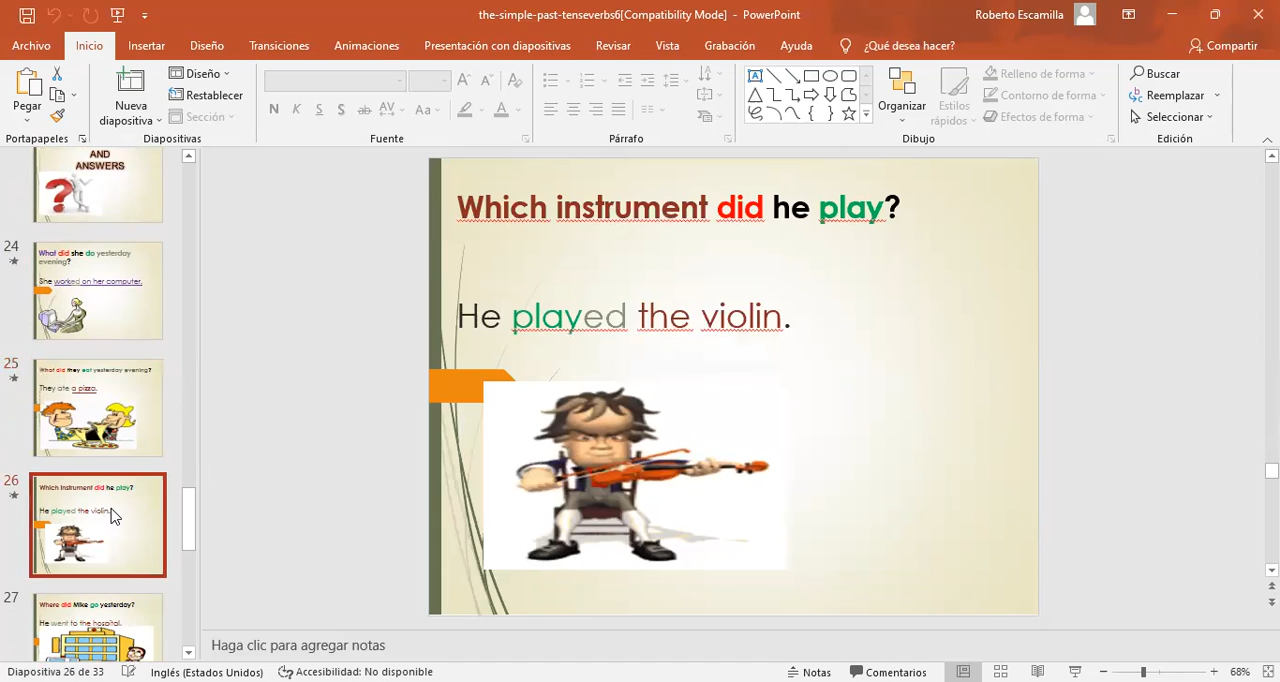 the-simple-past-tenseverbs6[Compatibility Mode] - PowerPoint
Roberto Escamilla
Archivo Inicio Insertar Diseño Transiciones Animaciones Presentación con diapositivas Revisar Vista Grabación Ayuda ¿Qué desea hacer? Compartir
Pegar
Nueva diapositiva
Diseño
Restablecer
Sección
N K S S ab AV Aa A
Organizar
Estilos rápidos
Relleno de forma
Contorno de forma
Efectos de forma
Buscar
Reemplazar
Seleccionar
Portapapeles Diapositivas Fuente Párrafo Dibujo Edición
AND
ANSWERS
24
What did she do yesterday
evening?
She worked on her computer.
25
What did they eat yesterday evening?
They ate a pizza.
26
Which instrument did he play?
He played the violin.
27
Where did Mike go yesterday?
He went to the hospital.
Which instrument did he play?
He played the violin.
Haga clic para agregar notas
Diapositiva 26 de 33 Inglés (Estados Unidos) Accesibilidad: No disponible Notas Comentarios 68%